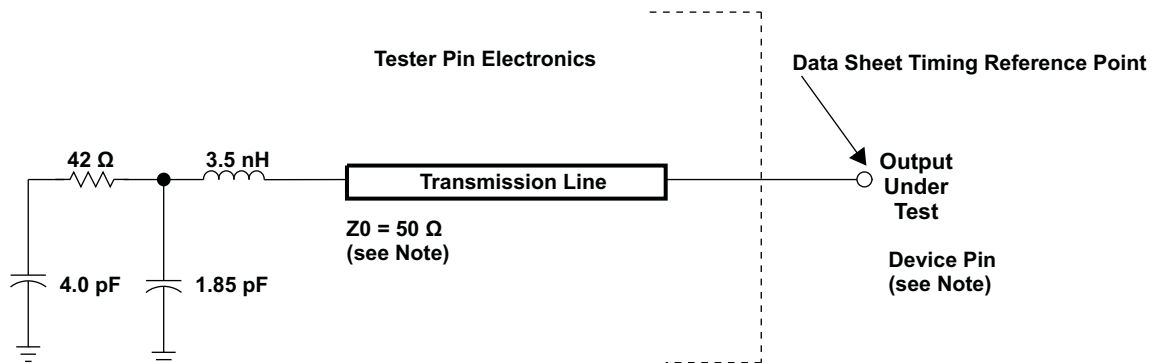 Tester Pin Electronics
Data Sheet Timing Reference Point
42 Ω
3.5 nH
Transmission Line
Output
Under
Test
Z0 = 50 Ω
(see Note)
Device Pin
(see Note)
4.0 pF
1.85 pF